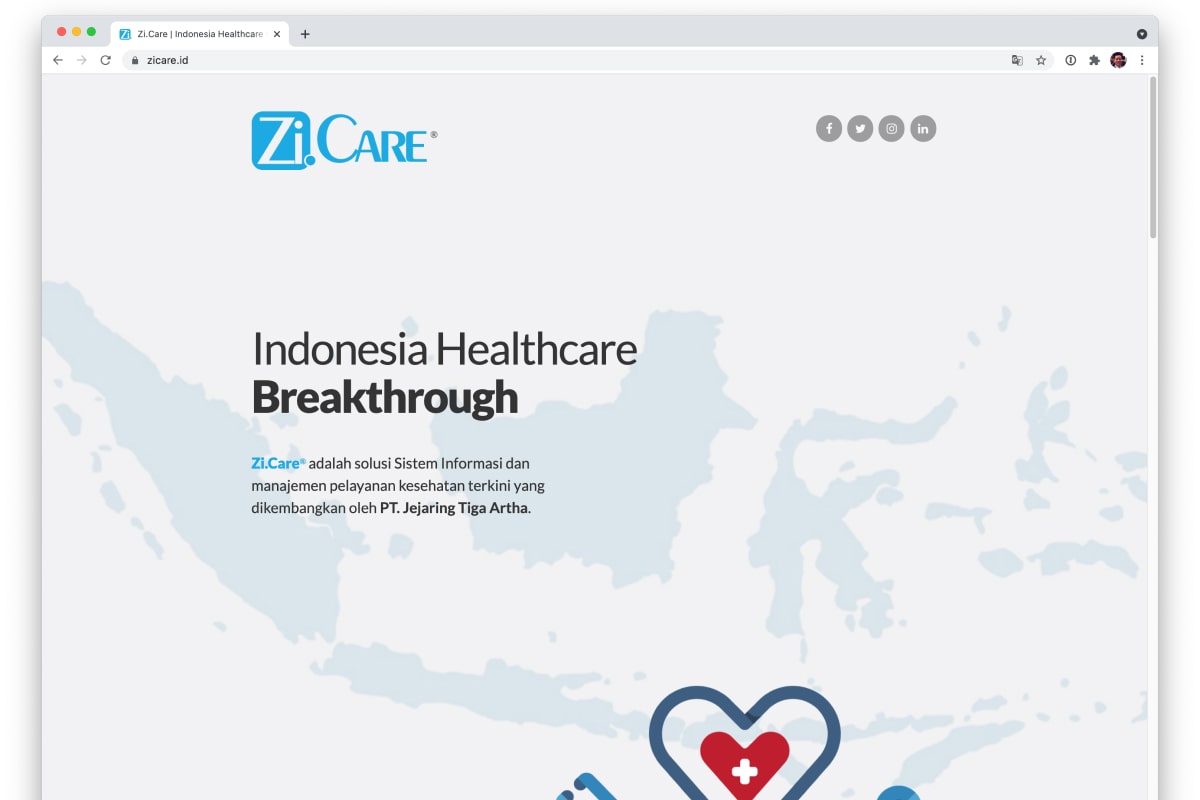 Zi.Care | Indonesia Healthcare
zicare.id
Zi.CARE®
Indonesia Healthcare
Breakthrough
Zi.Care® adalah solusi Sistem Informasi dan
manajemen pelayanan kesehatan terkini yang
dikembangkan oleh PT. Jejaring Tiga Artha.